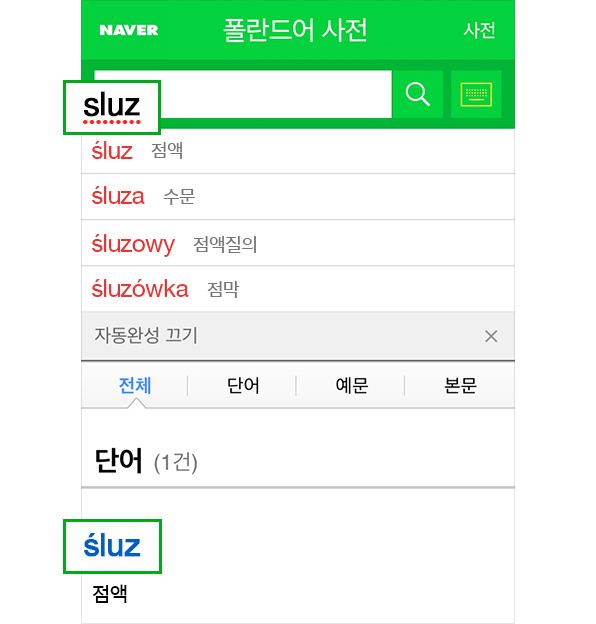 NAVER 폴란드어 사전 사전
sluz
śluz 점액
śluza 수문
śluzowy 점액질의
śluzówka 점막
자동완성 끄기
전체 단어 예문 본문
단어 (1건)
śluz
점액